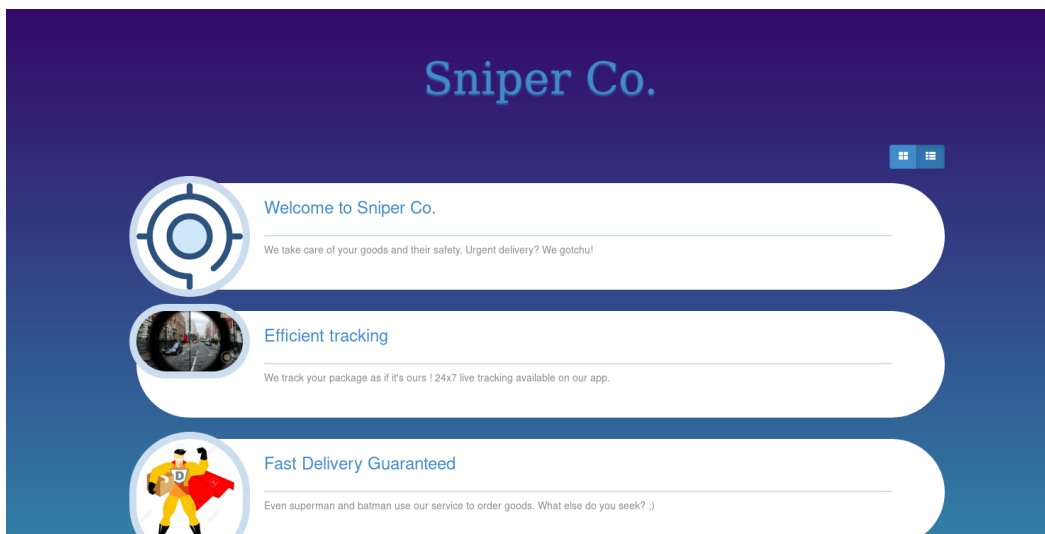 Sniper Co.
Welcome to Sniper Co.
We take care of your goods and their safety. Urgent delivery? We gotchu!
Efficient tracking
We track your package as if it's ours ! 24x7 live tracking available on our app.
D
Fast Delivery Guaranteed
Even superman and batman use our service to order goods. What else do you seek? ;)